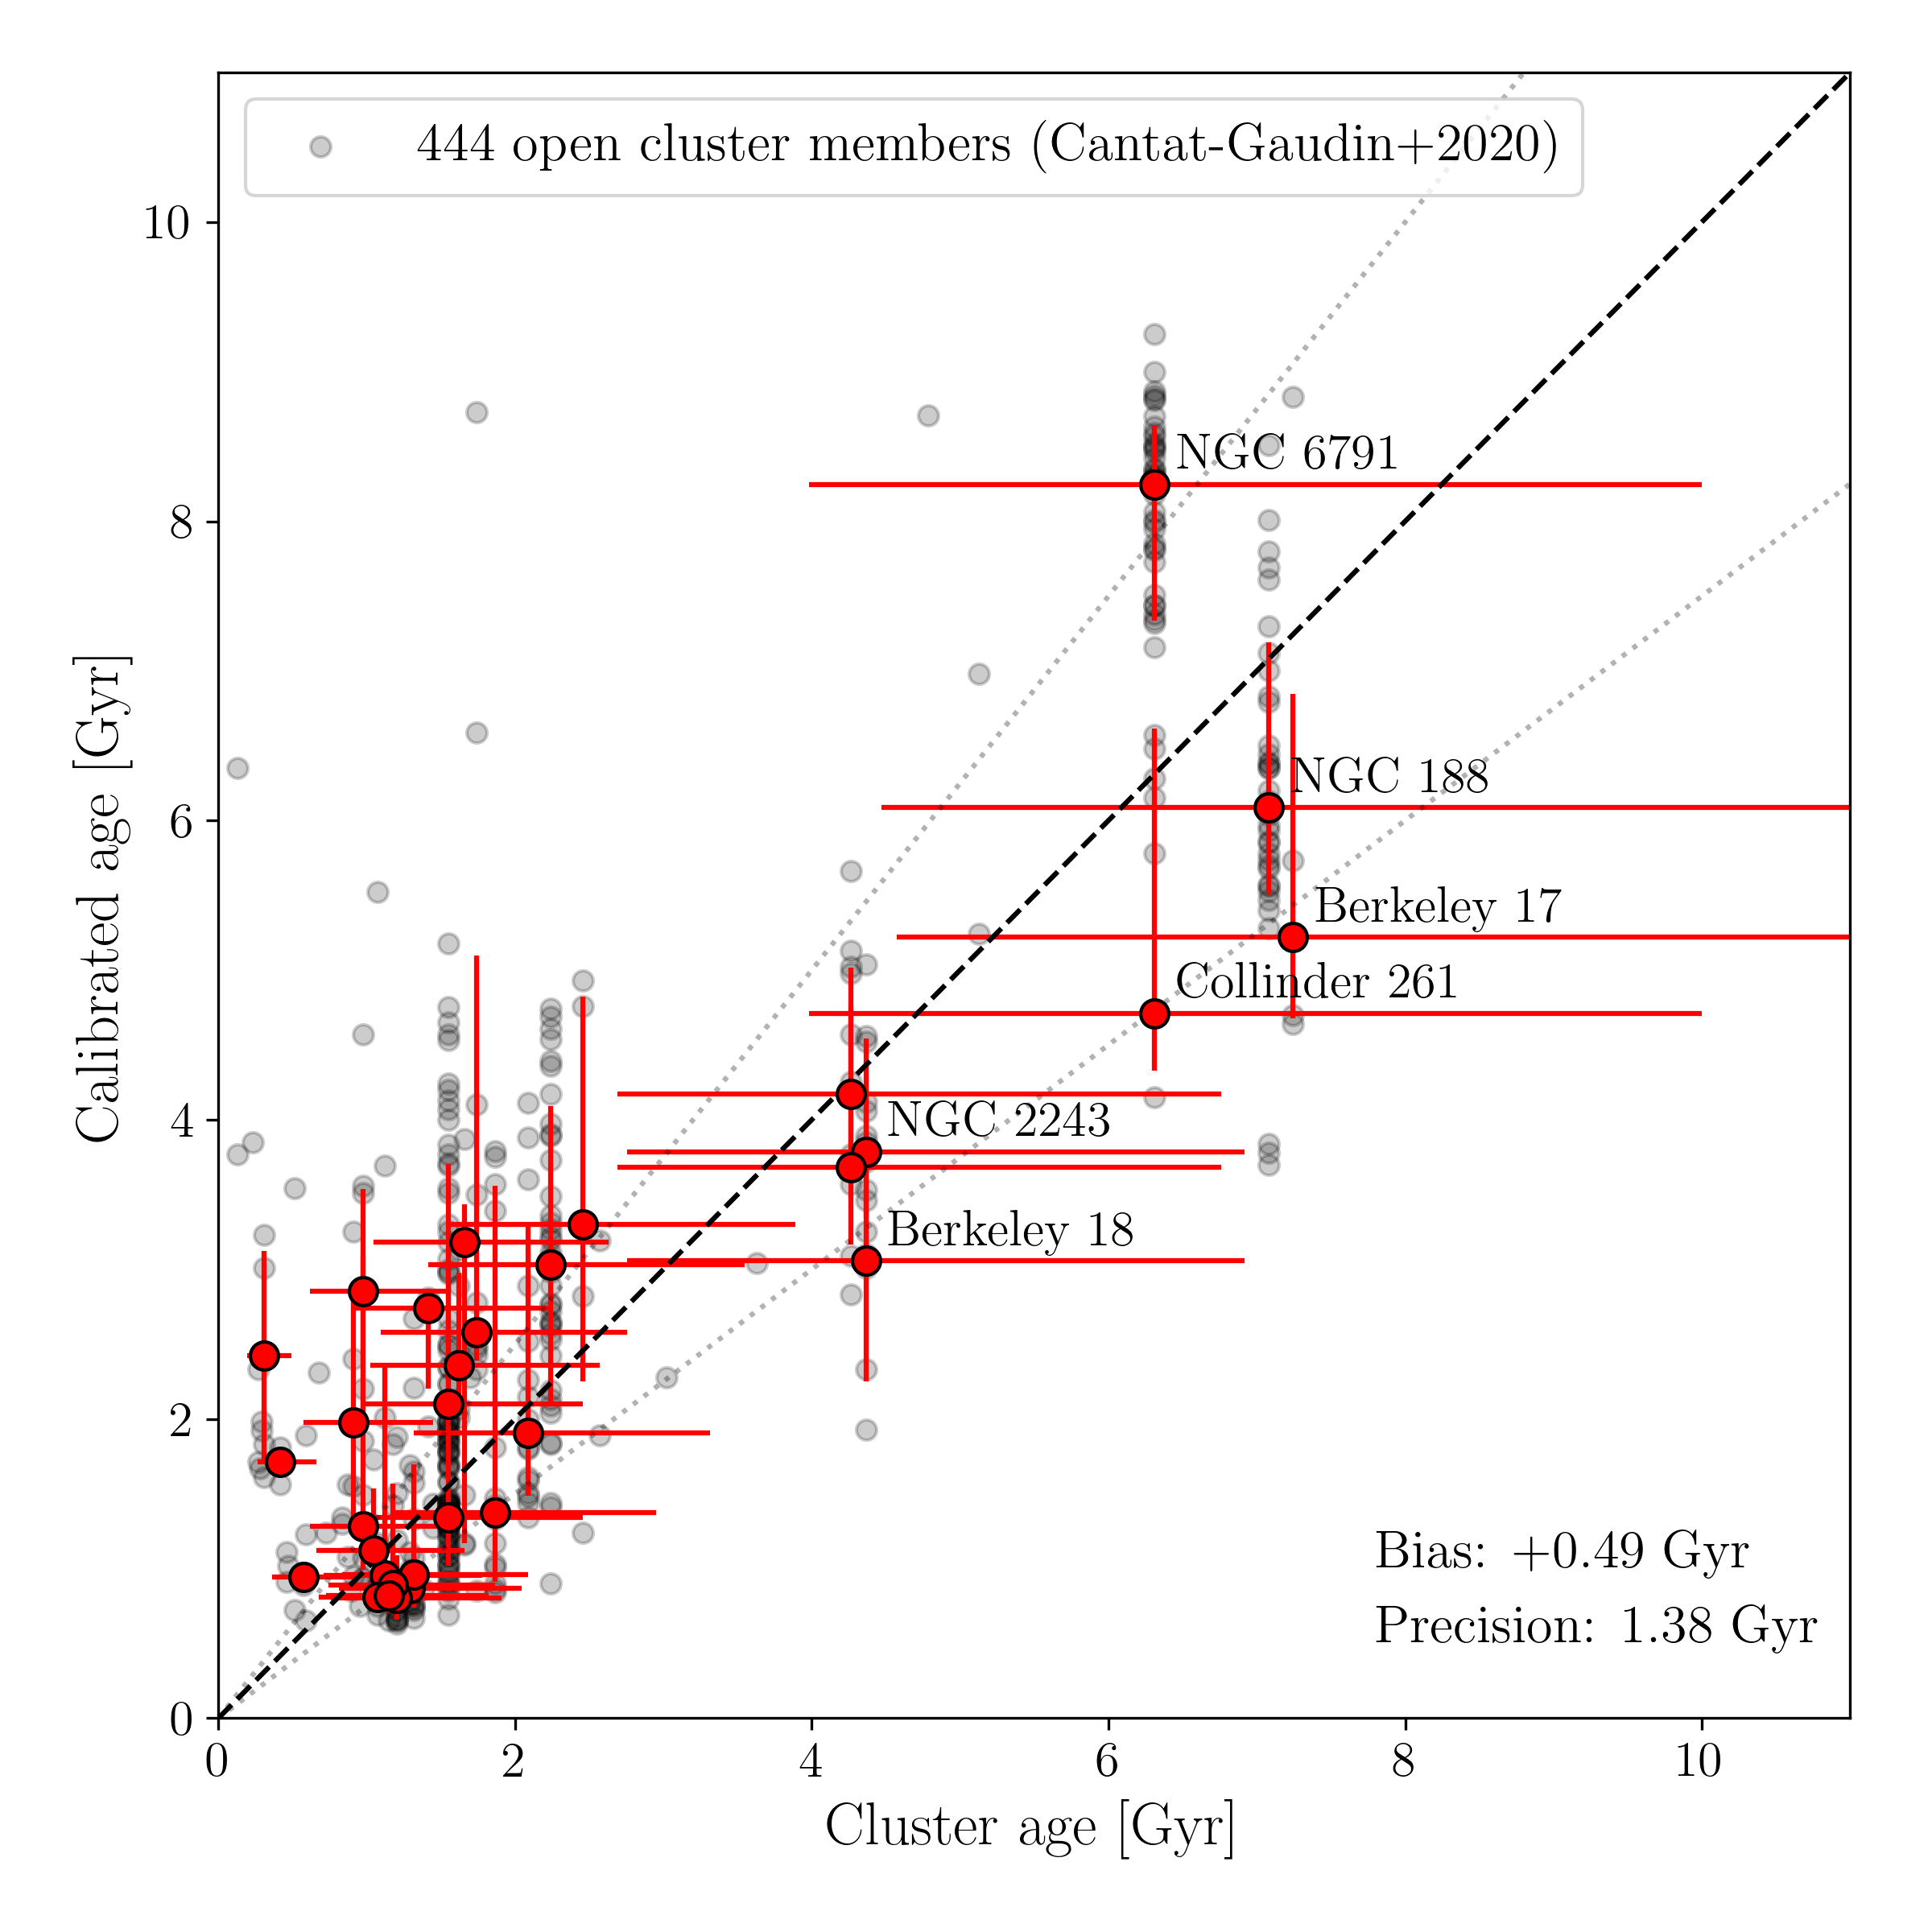 444 open cluster members (Cantat-Gaudin+2020)
10
8
6
4
2
0
Calibrated age [Gyr]
NGC 6791
NGC 188
Berkeley 17
Collinder 261
NGC 2243
Berkeley 18
Bias: +0.49 Gyr
Precision: 1.38 Gyr
0 2 4 6 8 10
Cluster age [Gyr]